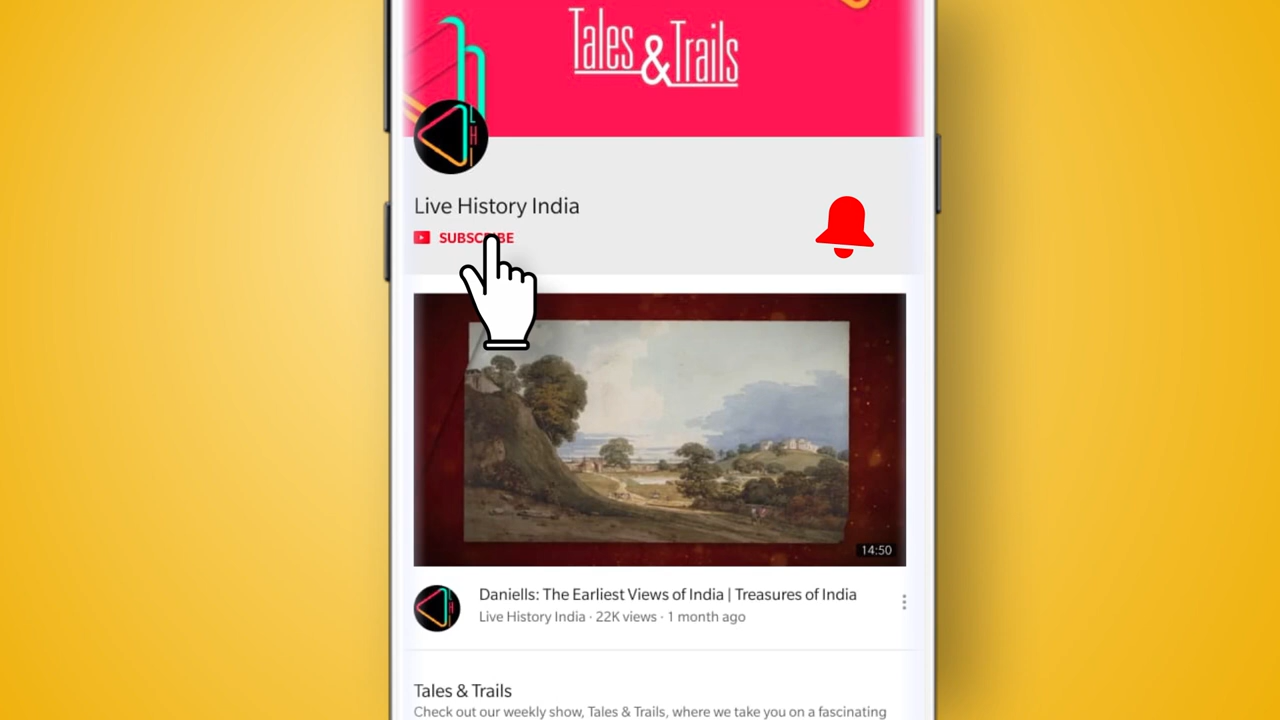 Tales & Trails
LHI
Live History India
SUBSCRIBE
14:50
Daniells: The Earliest Views of India | Treasures of India
LHI
Live History India · 22K views · 1 month ago
Tales & Trails
Check out our weekly show, Tales & Trails, where we take you on a fascinating